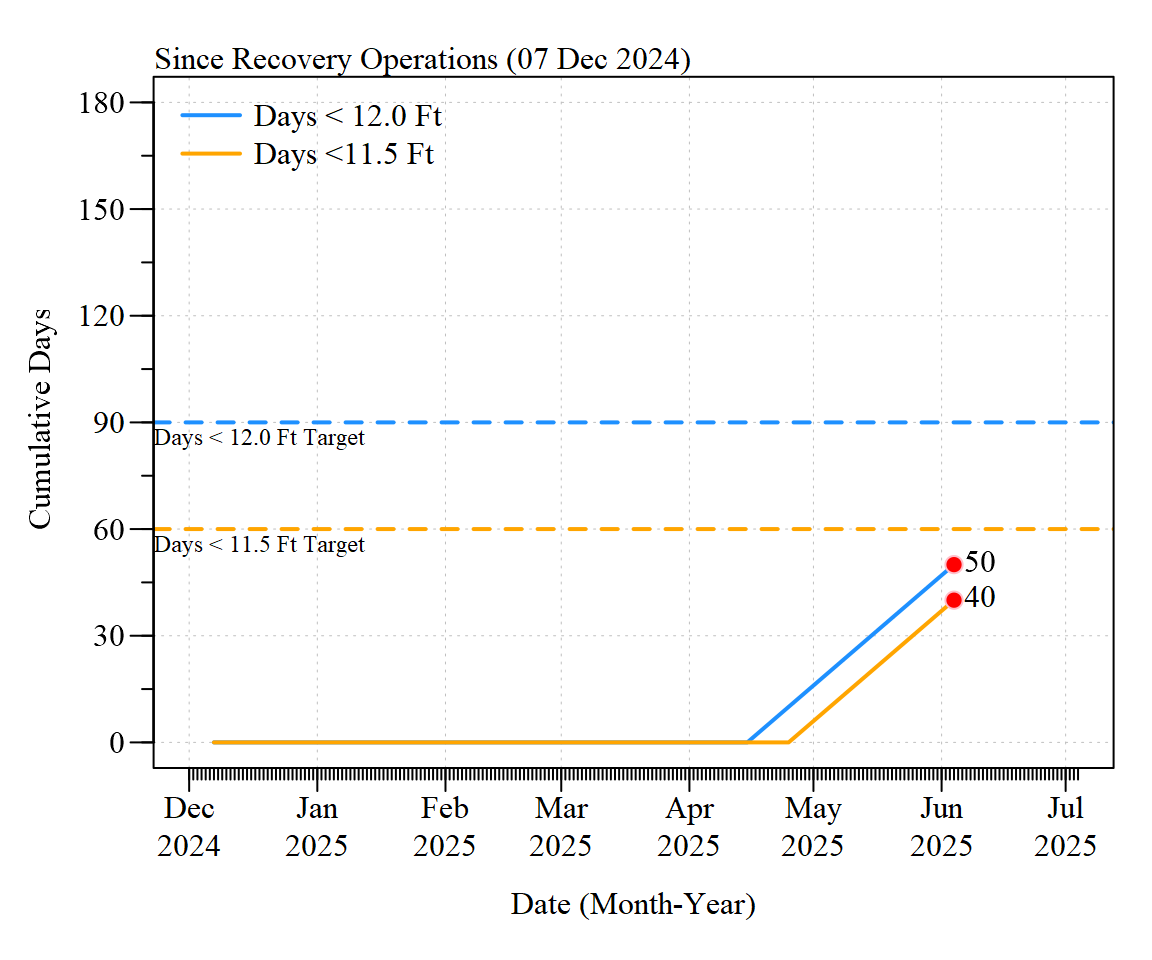 Since Recovery Operations (07 Dec 2024)
Days < 12.0 Ft
Days <11.5 Ft
180
150
120
90
60
30
0
Cumulative Days
Days < 12.0 Ft Target
Days < 11.5 Ft Target
50
40
Dec Jan Feb Mar Apr May Jun Jul
2024 2025 2025 2025 2025 2025 2025 2025
Date (Month-Year)